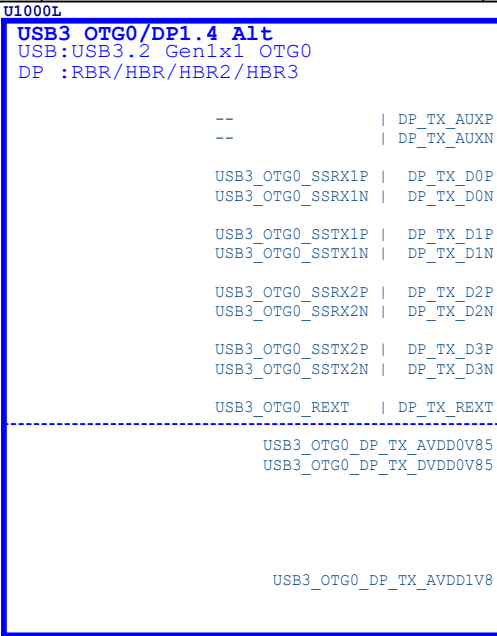 U1000L
USB3 OTG0/DP1.4 Alt
USB:USB3.2 Gen1x1 OTG0
DP :RBR/HBR/HBR2/HBR3
-- | DP_TX_AUXP
-- | DP_TX_AUXN
USB3_OTG0_SSRX1P | DP_TX_D0P
USB3_OTG0_SSRX1N | DP_TX_D0N
USB3_OTG0_SSTX1P | DP_TX_D1P
USB3_OTG0_SSTX1N | DP_TX_D1N
USB3_OTG0_SSRX2P | DP_TX_D2P
USB3_OTG0_SSRX2N | DP_TX_D2N
USB3_OTG0_SSTX2P | DP_TX_D3P
USB3_OTG0_SSTX2N | DP_TX_D3N
USB3_OTG0_REXT | DP_TX_REXT
USB3_OTG0_DP_TX_AVDD0V85
USB3_OTG0_DP_TX_DVDD0V85
USB3_OTG0_DP_TX_AVDD1V8